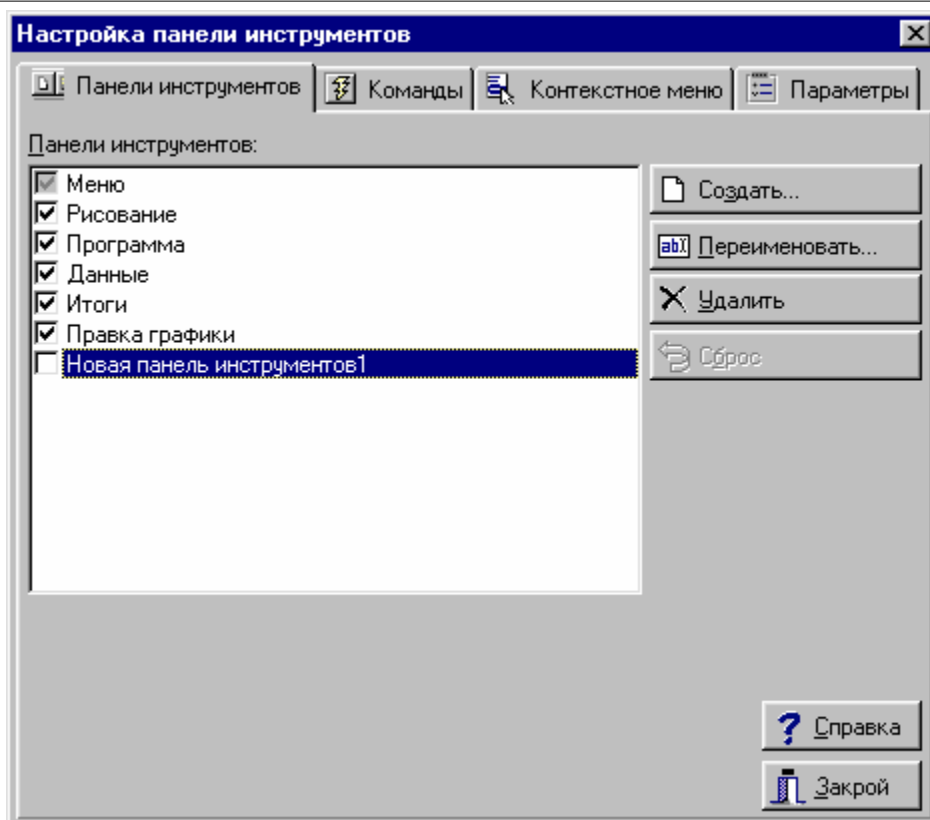 Настройка панели инструментов
Панели инструментов
Команды
Контекстное меню
Параметры
Панели инструментов:
Меню
Рисование
Программа
Данные
Итоги
Правка графики
Новая панель инструментов1
Создать...
abI Переименовать...
Удалить
Сброс
? Справка
Закрой